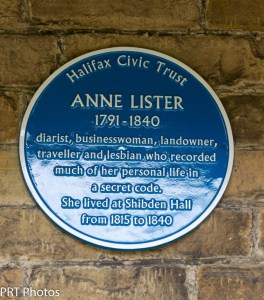 Halifax Civic Trust
ANNE LISTER
1791-1840
diarist, businesswoman, landowner,
traveller and lesbian who recorded
much of her personal life in
a secret code.
She lived at Shibden Hall
from 1815 to 1840
PRT Photos